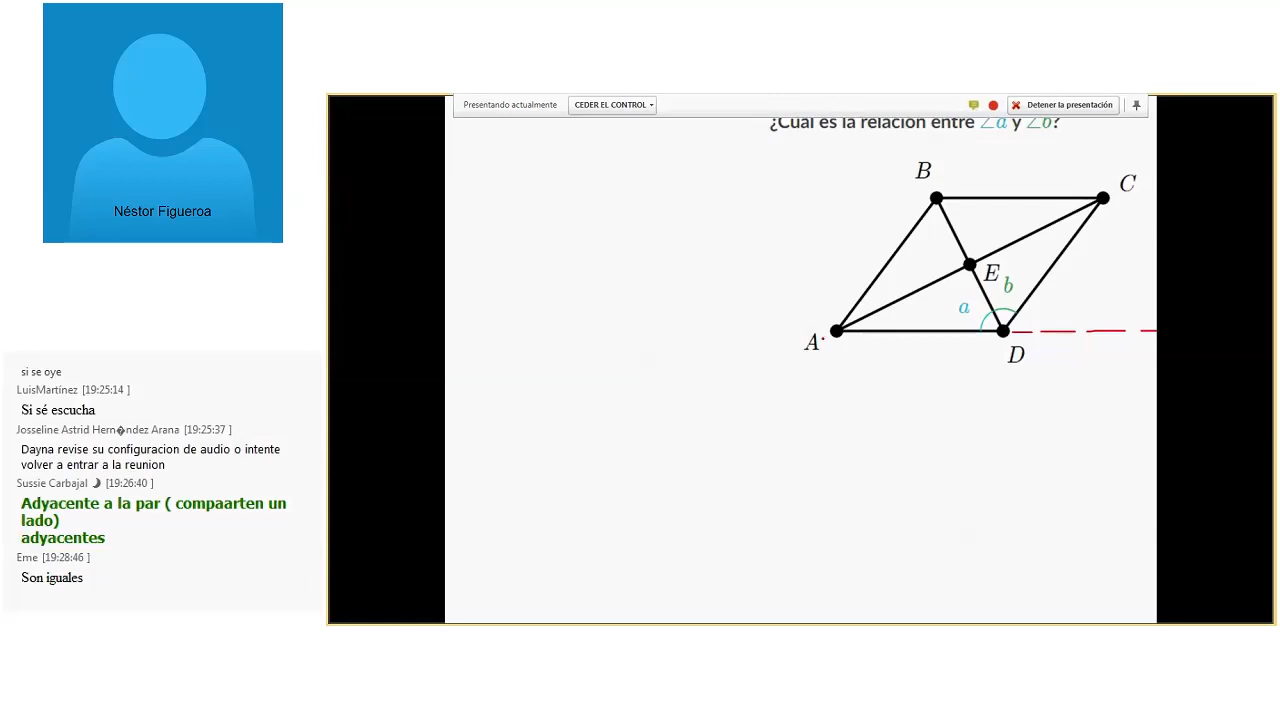 Néstor Figueroa
Presentando actualmente
CEDER EL CONTROL
Detener la presentación
¿Cuál es la relación entre ∠a y ∠b?
B
C
E
b
a
A
D
si se oye
LuisMartínez [19:25:14 ]
Si sé escucha
Josseline Astrid Hern�ndez Arana [19:25:37 ]
Dayna revise su configuracion de audio o intente
volver a entrar a la reunion
Sussie Carbajal [19:26:40 ]
Adyacente a la par ( compaarten un
lado)
adyacentes
Eme [19:28:46 ]
Son iguales